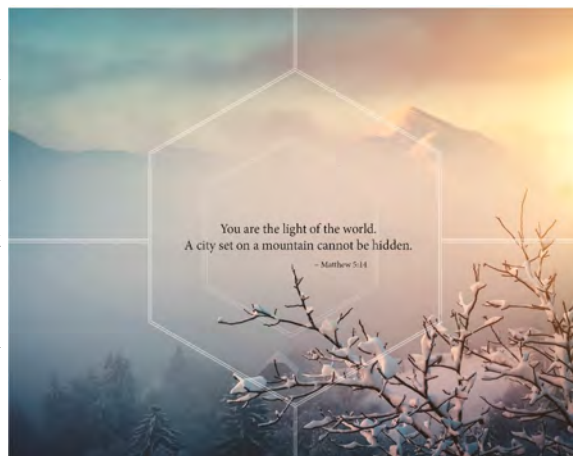 You are the light of the world.
A city set on a mountain cannot be hidden.
– Matthew 5:14